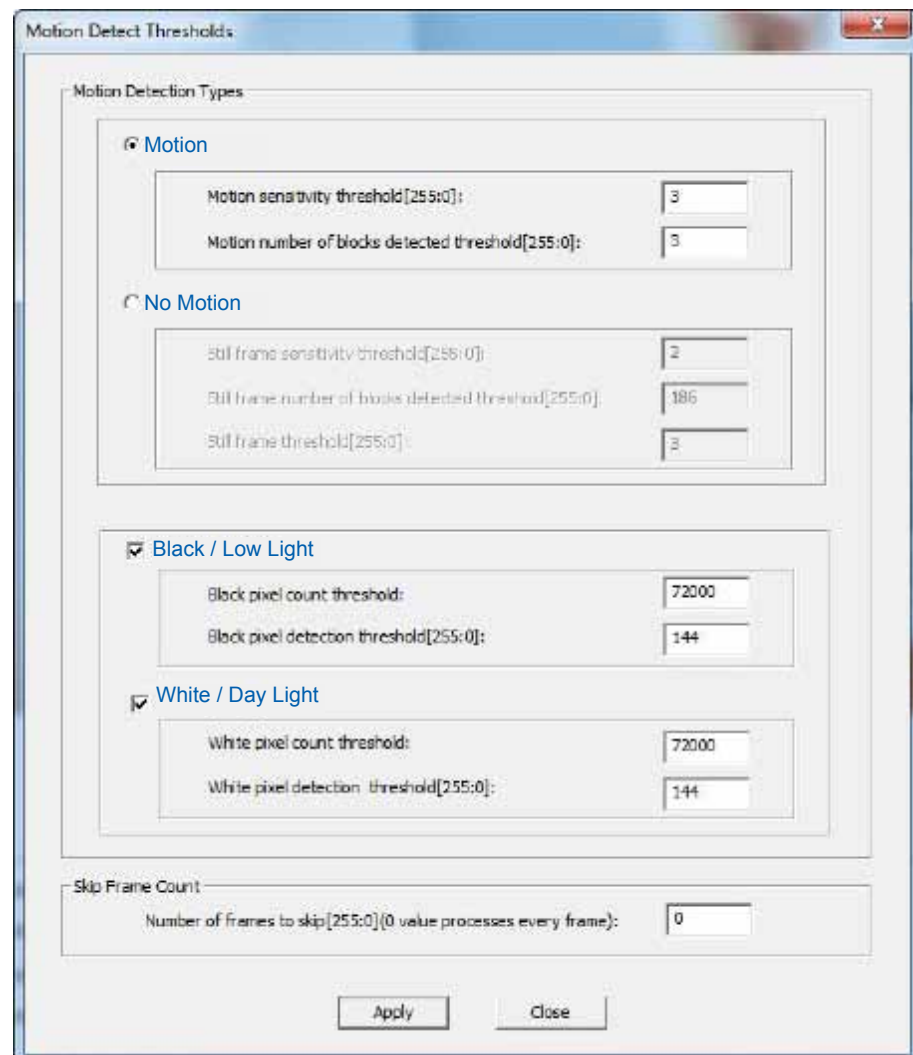 Motion Detect Thresholds
Motion Detection Types
Motion
Motion sensitivity threshold[255:0]: 3
Motion number of blocks detected threshold[255:0]: 3
No Motion
Still frame sensitivity threshold[255:0]: 2
Still frame number of blocks detected threshold[255:0] 186
Still frame threshold[255:0] : 3
Black / Low Light
Black pixel count threshold: 72000
Black pixel detection threshold[255:0]: 144
White / Day Light
White pixel count threshold: 72000
White pixel detection threshold[255:0]: 144
Skip Frame Count
Number of frames to skip[255:0](0 value processes every frame): 0
Apply Close